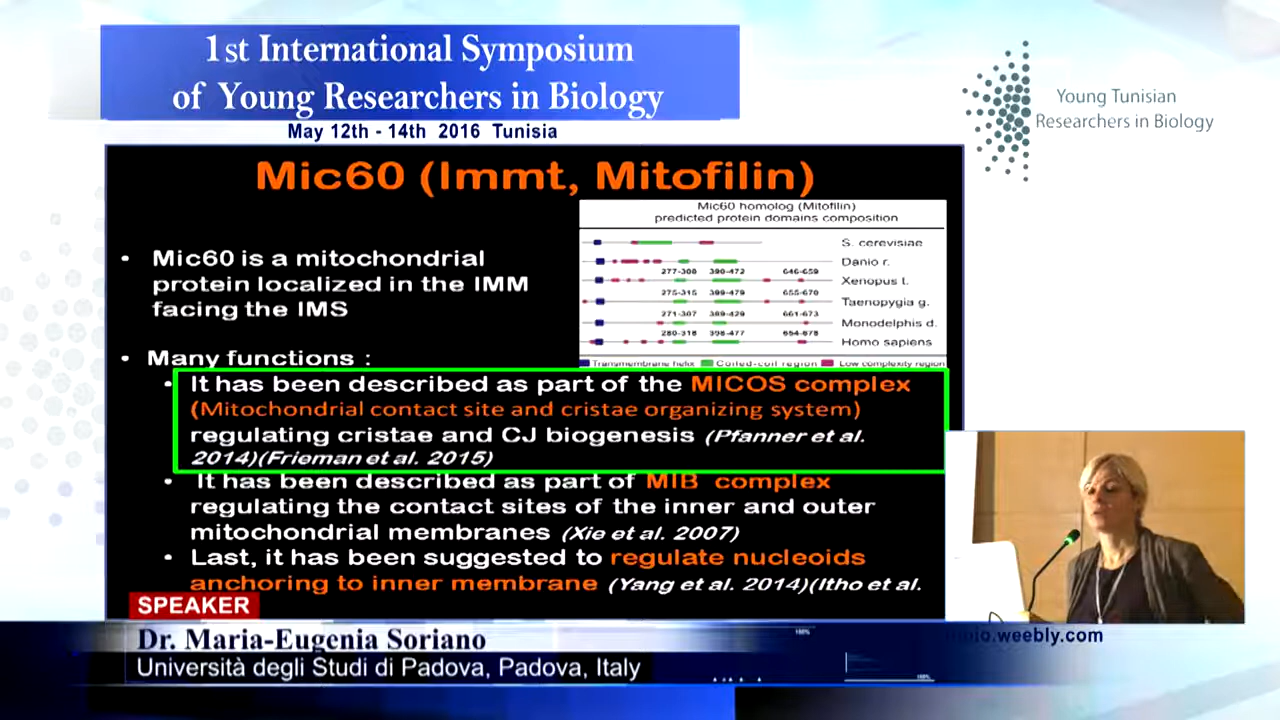 1st International Symposium
of Young Researchers in Biology
May 12th - 14th 2016 Tunisia
Young Tunisian
Researchers in Biology
Mic60 (Immt, Mitofilin)
Mic60 homolog (Mitofilin)
predicted protein domains composition
S. cerevisiae
Danio r.
277-308 390-472 646-659
Xenopus t.
275-315 399-479 655-670
Taenopygia g.
271-307 389-429 661-673
Monodelphis d.
280-318 398-477 654-678
Homo sapiens
Transmembrane helix Coiled-coil region Low complexity region
• Mic60 is a mitochondrial
protein localized in the IMM
facing the IMS
• Many functions :
• It has been described as part of the MICOS complex
(Mitochondrial contact site and cristae organizing system)
regulating cristae and CJ biogenesis (Pfanner et al.
2014)(Frieman et al. 2015)
• It has been described as part of MIB complex
regulating the contact sites of the inner and outer
mitochondrial membranes (Xie et al. 2007)
• Last, it has been suggested to regulate nucleoids
anchoring to inner membrane (Yang et al. 2014)(Itho et al.
SPEAKER
Dr. Maria-Eugenia Soriano
Università degli Studi di Padova, Padova, Italy
.weebly.com
100%
100%